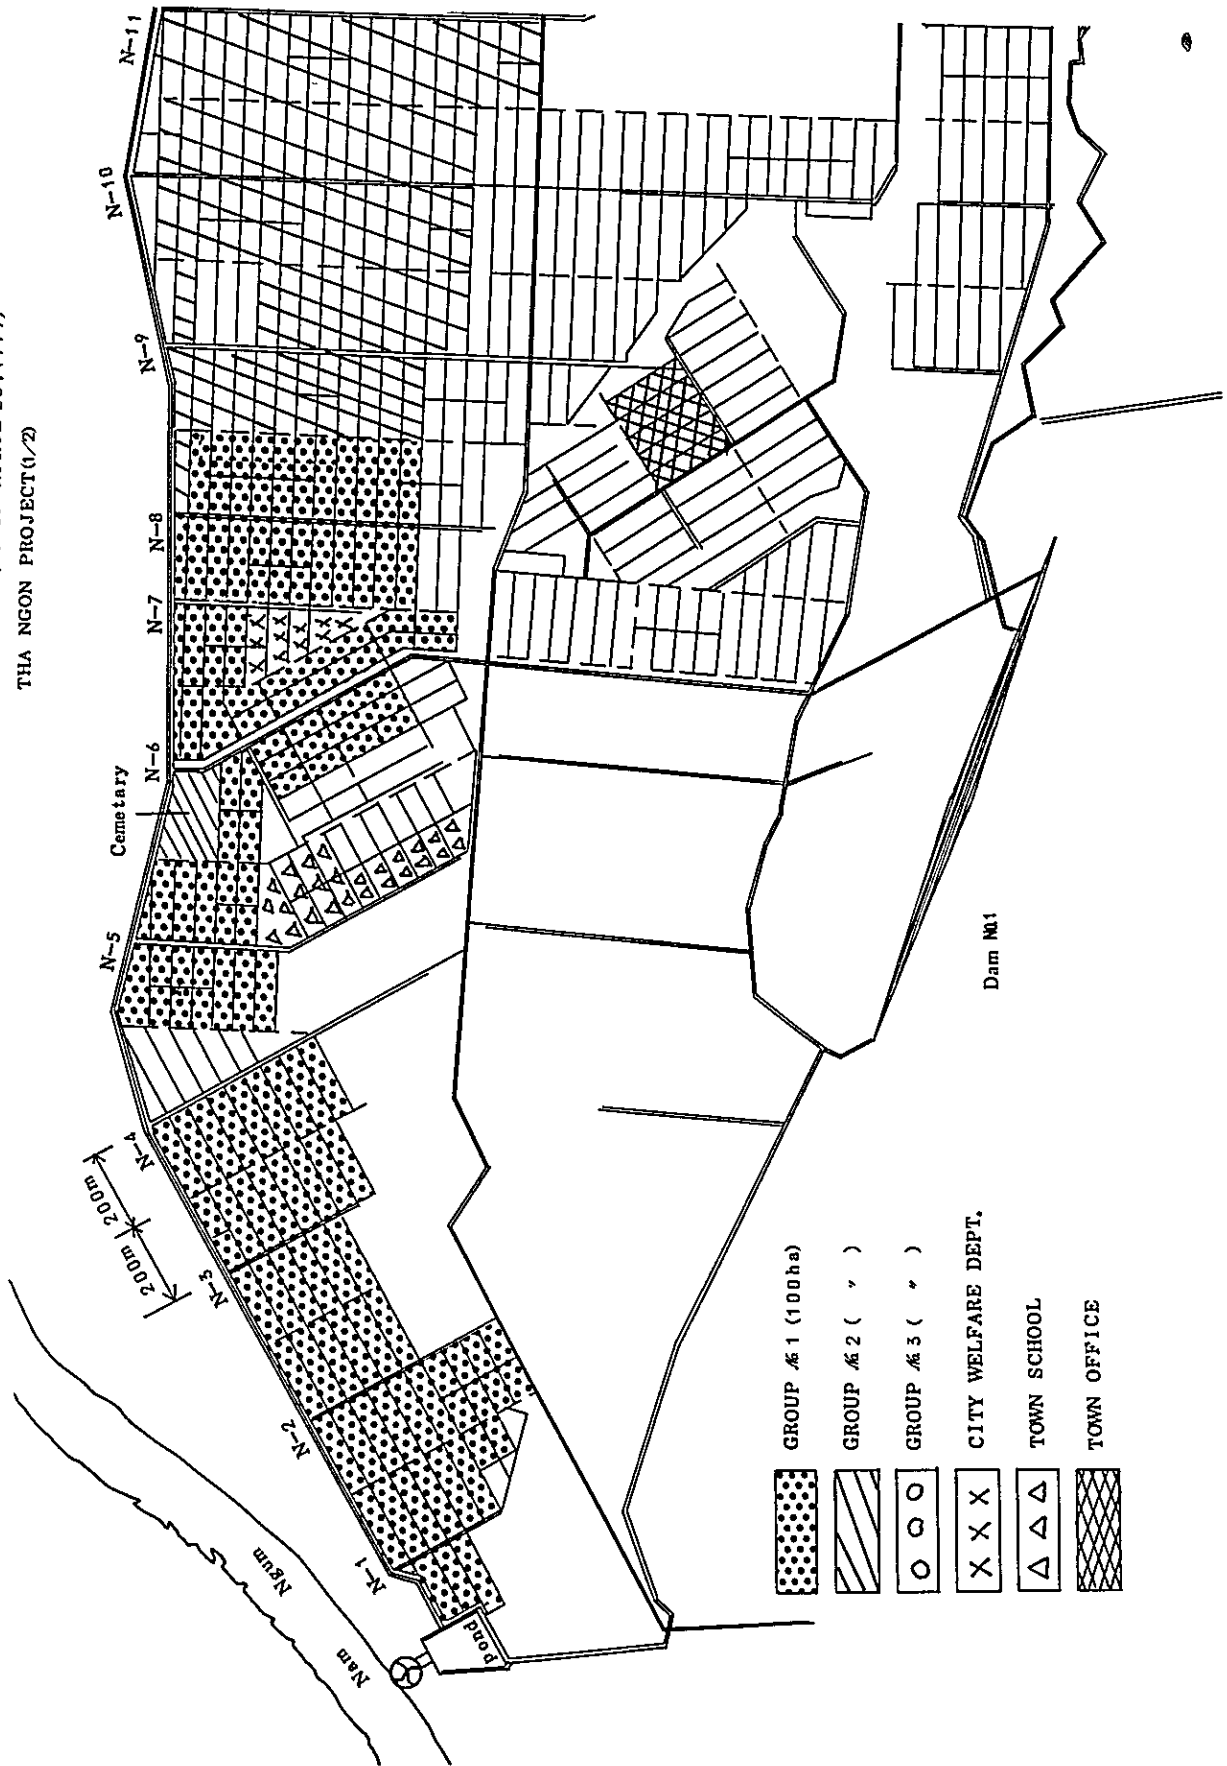 THA NGON PROJECT(1/2)
N-11
N-10
N-9
N-8
N-7
N-6
Cemetary
N-5
N-4
200m
200m
N-3
N-2
N-1
Nam Ngum
pond
Dam NO.1
GROUP № 1 (100ha)
GROUP № 2 ( 〃 )
GROUP № 3 ( 〃 )
CITY WELFARE DEPT.
TOWN SCHOOL
TOWN OFFICE